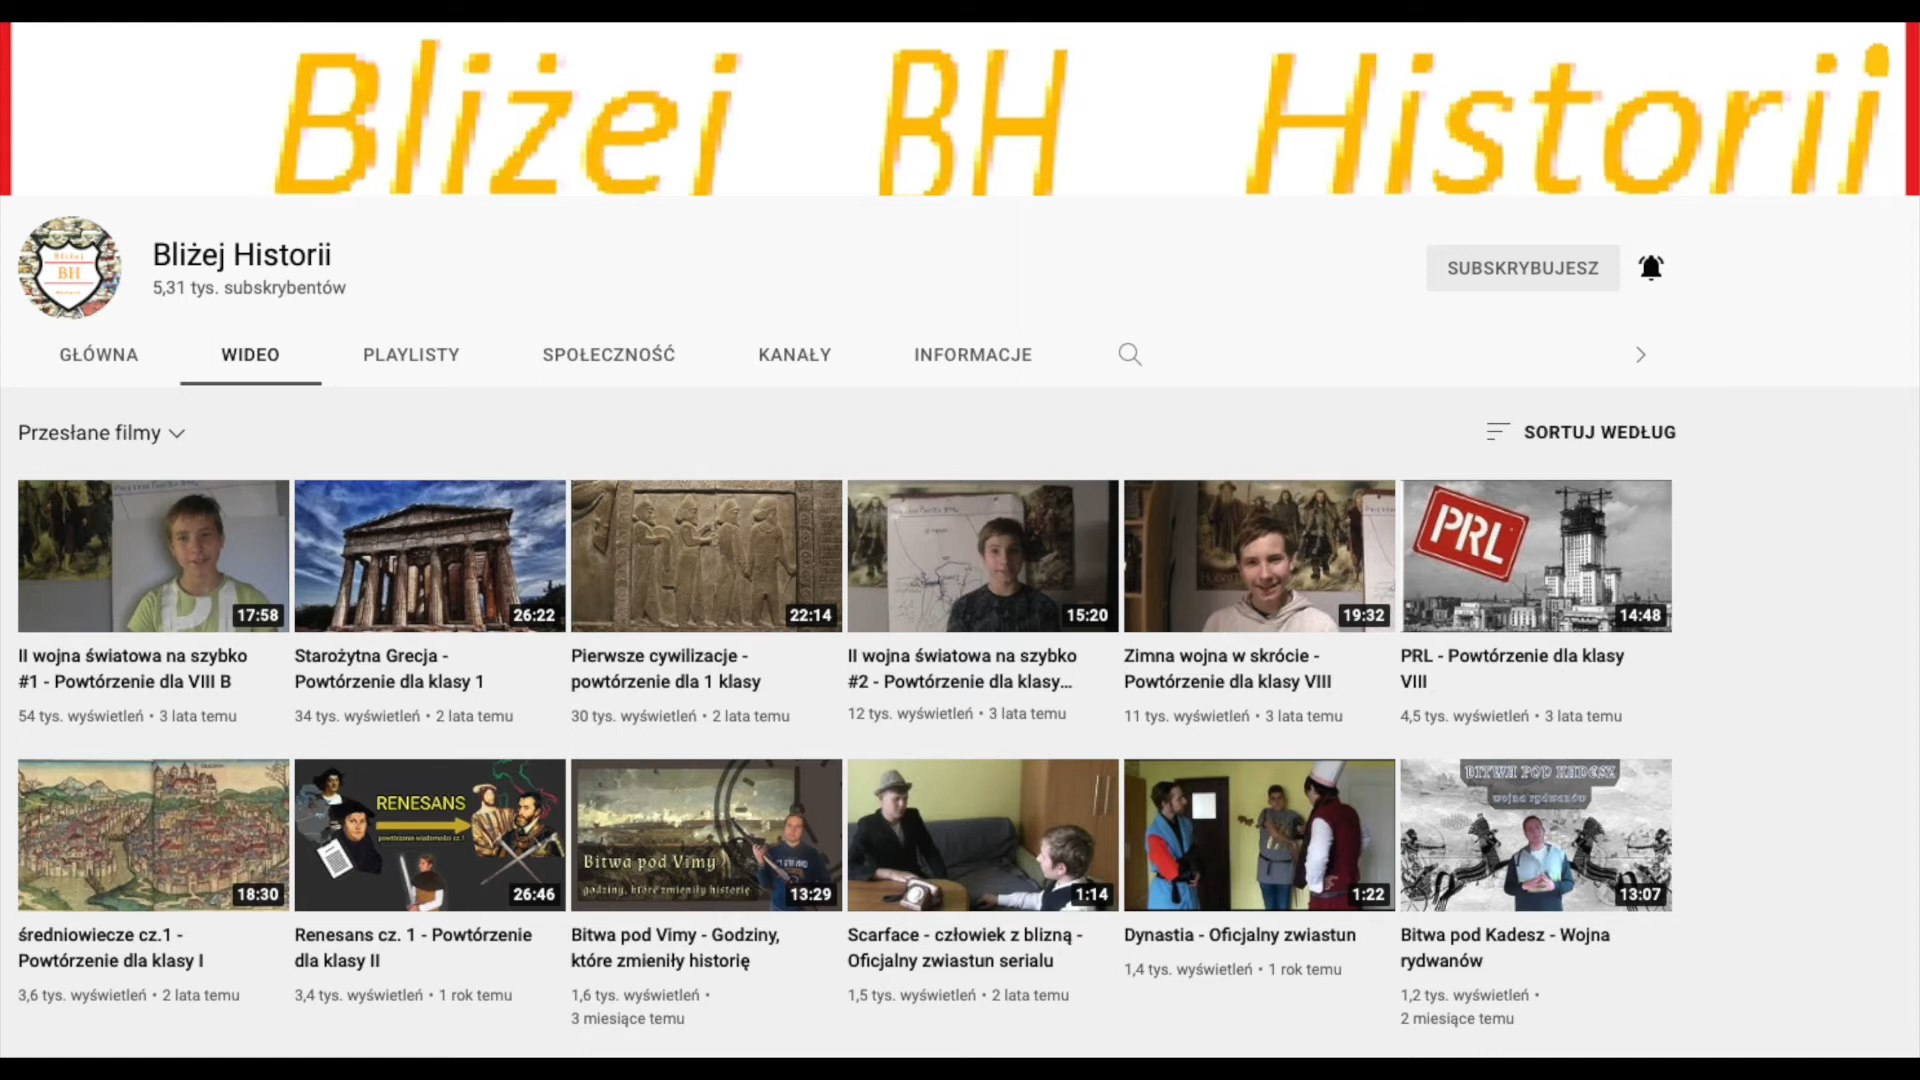 Bliżej BH Historii
Bliżej
BH
Bliżej Historii
5,31 tys. subskrybentów
SUBSKRYBUJESZ
GŁÓWNA WIDEO PLAYLISTY SPOŁECZNOŚĆ KANAŁY INFORMACJE
Przesłane filmy
SORTUJ WEDŁUG
17:58
26:22
22:14
15:20
19:32
PRL
14:48
II wojna światowa na szybko
#1 - Powtórzenie dla VIII B
54 tys. wyświetleń • 3 lata temu
Starożytna Grecja -
Powtórzenie dla klasy 1
34 tys. wyświetleń • 2 lata temu
Pierwsze cywilizacje -
powtórzenie dla 1 klasy
30 tys. wyświetleń • 2 lata temu
II wojna światowa na szybko
#2 - Powtórzenie dla klasy...
12 tys. wyświetleń • 3 lata temu
Zimna wojna w skrócie -
Powtórzenie dla klasy VIII
11 tys. wyświetleń • 3 lata temu
PRL - Powtórzenie dla klasy
VIII
4,5 tys. wyświetleń • 3 lata temu
18:30
RENESANS
powtórzenie wiadomości cz.1
26:46
Bitwa pod Vimy
godziny, które zmieniły historię
13:29
1:14
1:22
BITWA POD KADESZ
wojna rydwanów
13:07
średniowiecze cz.1 -
Powtórzenie dla klasy I
3,6 tys. wyświetleń • 2 lata temu
Renesans cz. 1 - Powtórzenie
dla klasy II
3,4 tys. wyświetleń • 1 rok temu
Bitwa pod Vimy - Godziny,
które zmieniły historię
1,6 tys. wyświetleń •
3 miesiące temu
Scarface - człowiek z blizną -
Oficjalny zwiastun serialu
1,5 tys. wyświetleń • 2 lata temu
Dynastia - Oficjalny zwiastun
1,4 tys. wyświetleń • 1 rok temu
Bitwa pod Kadesz - Wojna
rydwanów
1,2 tys. wyświetleń •
2 miesiące temu